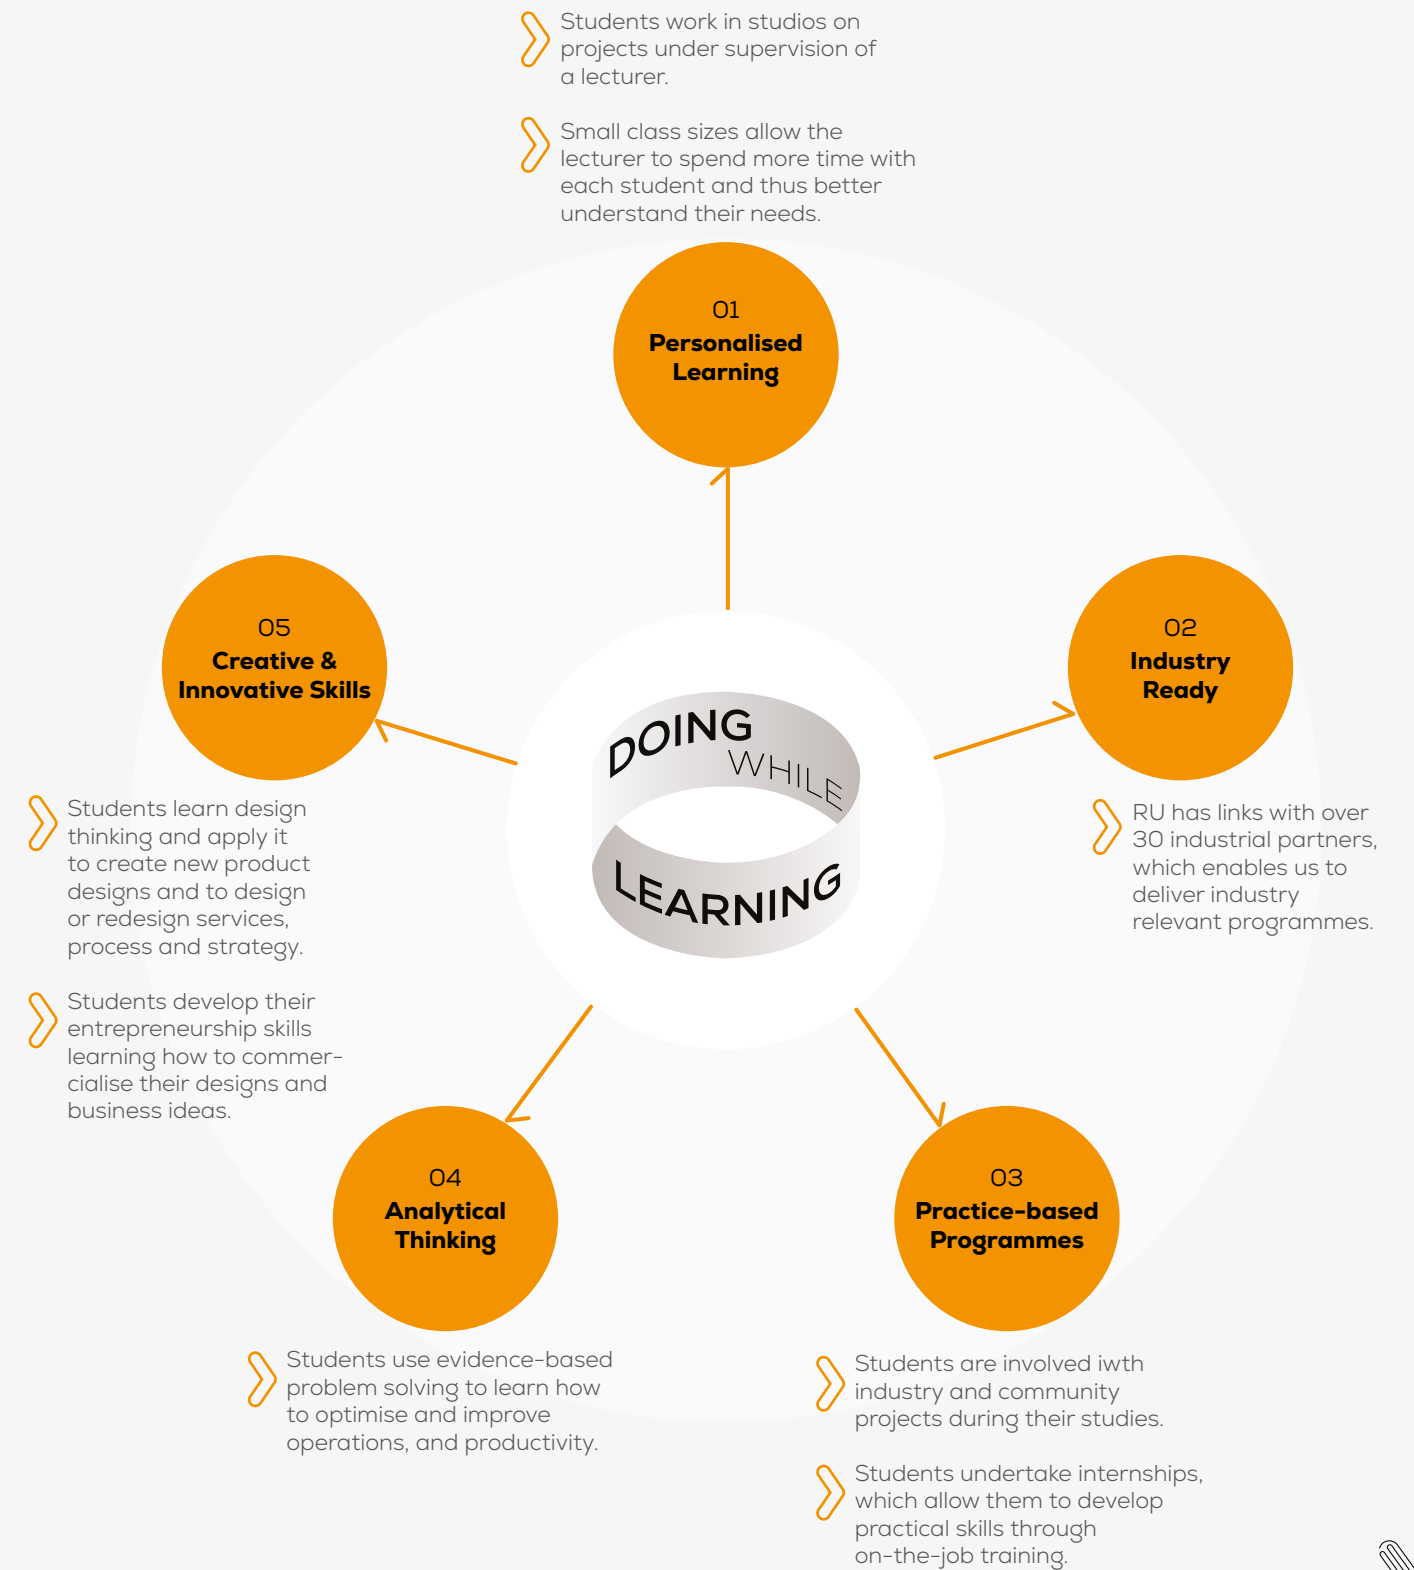 Students work in studios on
projects under supervision of
a lecturer.
Small class sizes allow the
lecturer to spend more time with
each student and thus better
understand their needs.
01
Personalised
Learning
02
Industry
Ready
RU has links with over
30 industrial partners,
which enables us to
deliver industry
relevant programmes.
03
Practice-based
Programmes
Students are involved iwth
industry and community
projects during their studies.
Students undertake internships,
which allow them to develop
practical skills through
on-the-job training.
04
Analytical
Thinking
Students use evidence-based
problem solving to learn how
to optimise and improve
operations, and productivity.
05
Creative &
Innovative Skills
Students learn design
thinking and apply it
to create new product
designs and to design
or redesign services,
process and strategy.
Students develop their
entrepreneurship skills
learning how to commer-
cialise their designs and
business ideas.
DOING
WHILE
LEARNING